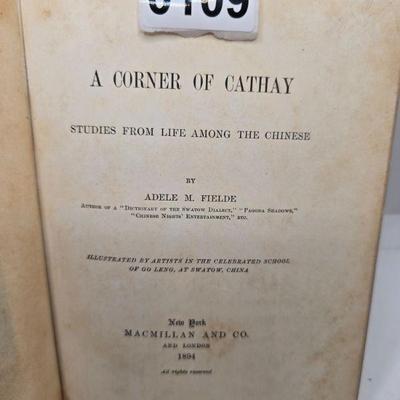 A CORNER OF CATHAY
STUDIES FROM LIFE AMONG THE CHINESE
BY
ADELE M. FIELDE
AUTHOR OF A "DICTIONARY OF THE SWATOW DIALECT," "PAGODA SHADOWS,"
"CHINESE NIGHTS' ENTERTAINMENT," ETC.
ILLUSTRATED BY ARTISTS IN THE CELEBRATED SCHOOL
OF GO LENG, AT SWATOW, CHINA
New York
MACMILLAN AND CO.
AND LONDON
1894
All rights reserved